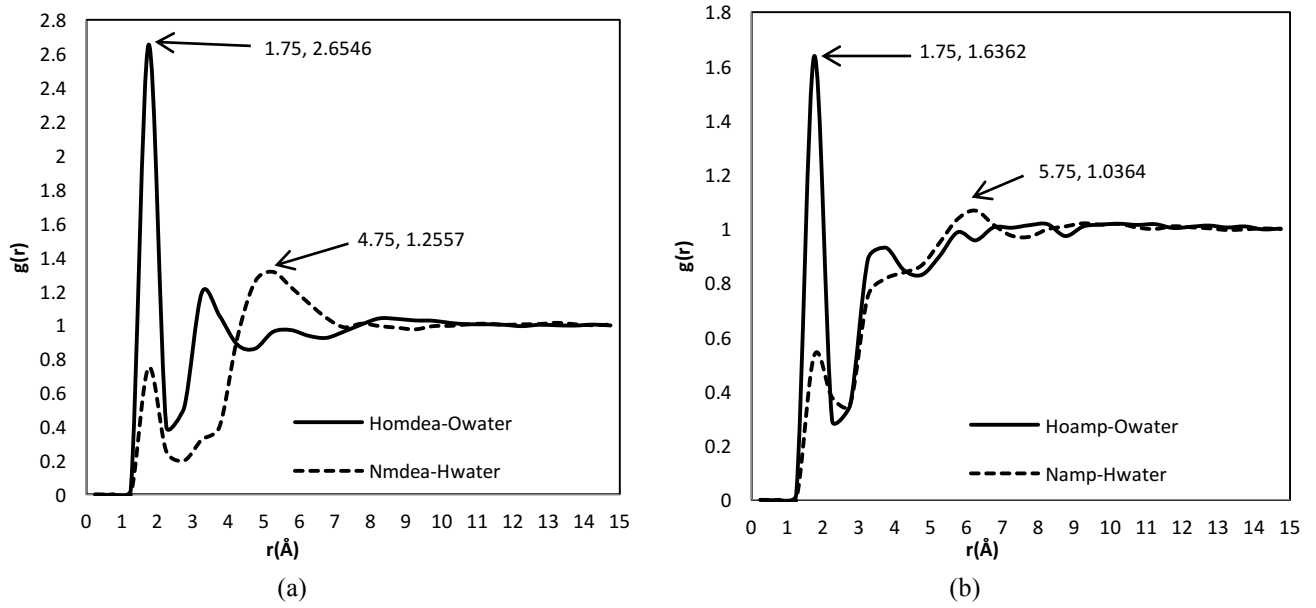 2.8
2.6
2.4
2.2
2
1.8
1.6
1.4
1.2
1
0.8
0.6
0.4
0.2
0
g(r)
1.75, 2.6546
4.75, 1.2557
Homdea-Owater
Nmdea-Hwater
0 1 2 3 4 5 6 7 8 9 10 11 12 13 14 15
r(Å)
(a)
1.8
1.6
1.4
1.2
1
0.8
0.6
0.4
0.2
0
g(r)
1.75, 1.6362
5.75, 1.0364
Hoamp-Owater
Namp-Hwater
0 1 2 3 4 5 6 7 8 9 10 11 12 13 14 15
r(Å)
(b)